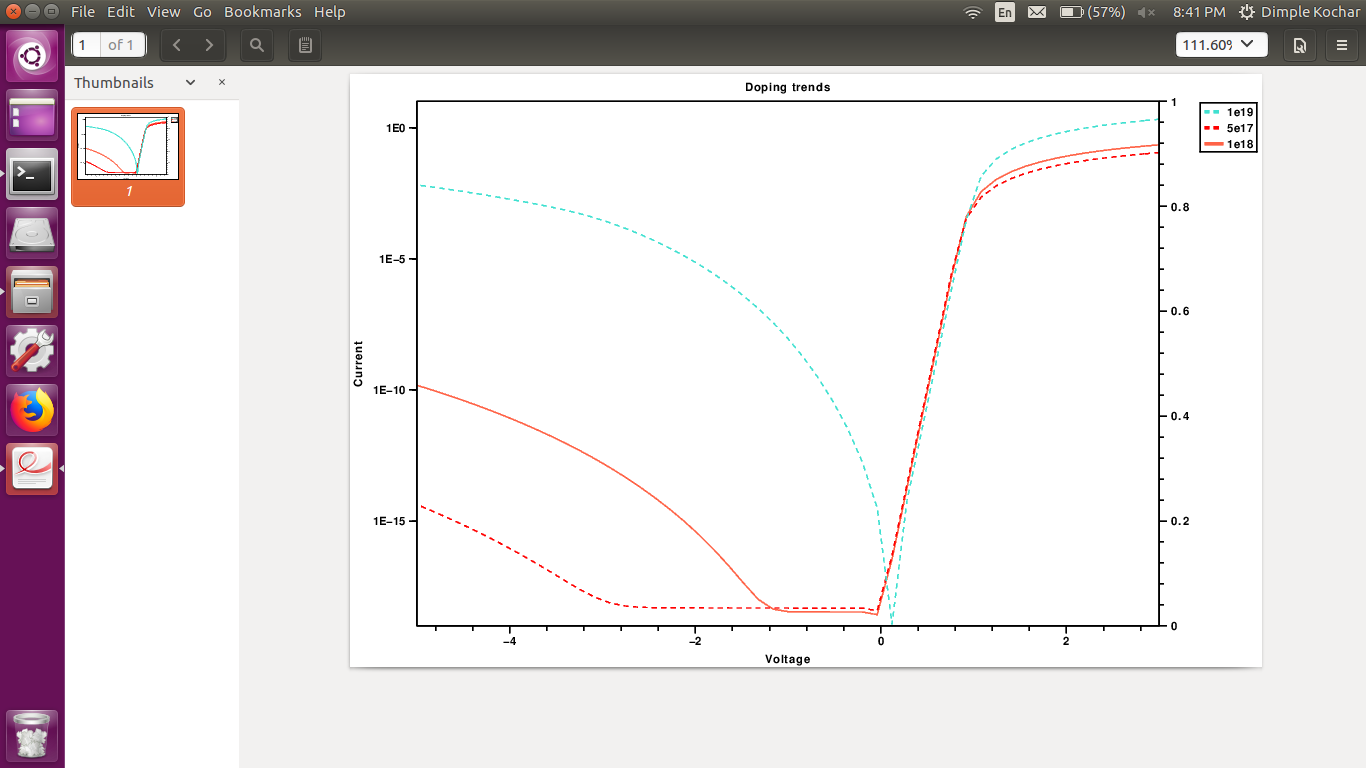 File Edit View Go Bookmarks Help
En (57%) 8:41 PM Dimple Kochar
1 of 1
111.60%
Thumbnails
1
Doping trends
1E0
1E−5
1E−10
1E−15
Current
−4 −2 0 2
Voltage
1
0.8
0.6
0.4
0.2
0
1e19
5e17
1e18